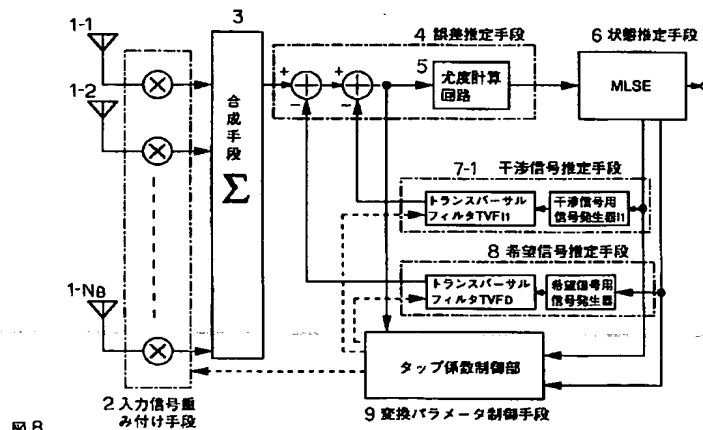 1-1
3
4 誤差推定手段
6 状態推定手段
1-2
+
+
5
尤度計算
回路
MLSE
−
−
合成手段
Σ
7-1 干渉信号推定手段
トランスバーサル
フィルタTVFI1
干渉信号用
信号発生器I1
8 希望信号推定手段
トランスバーサル
フィルタTVFD
希望信号用
信号発生器
1-NB
タップ係数制御部
2 入力信号重
み付け手段
9 変換パラメータ制御手段
図8